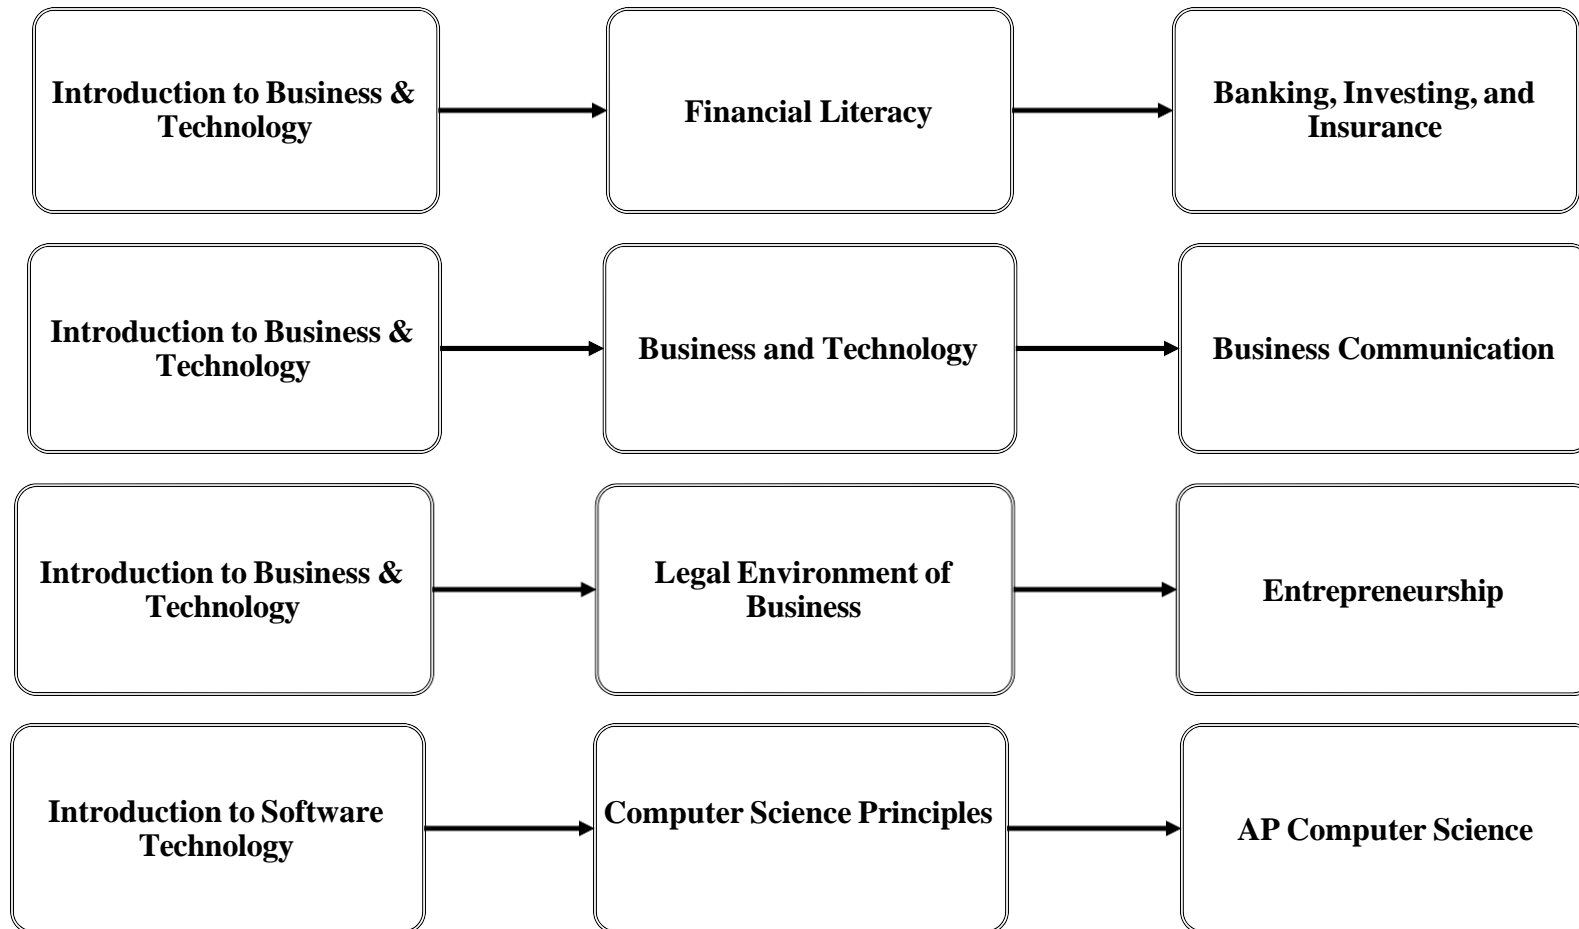 Introduction to Business &
Technology
Financial Literacy
Banking, Investing, and
Insurance
Introduction to Business &
Technology
Business and Technology
Business Communication
Introduction to Business &
Technology
Legal Environment of
Business
Entrepreneurship
Introduction to Software
Technology
Computer Science Principles
AP Computer Science